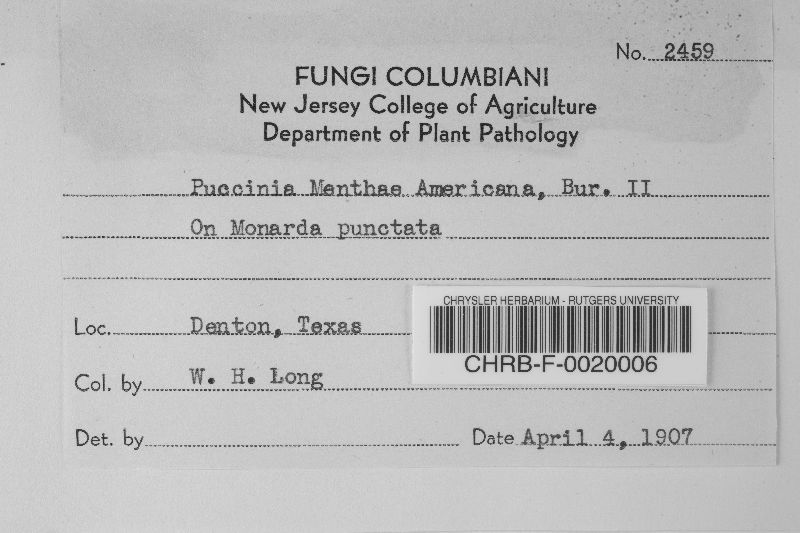 No. 2459
FUNGI COLUMBIANI
New Jersey College of Agriculture
Department of Plant Pathology
Puccinia Menthae Americana, Bur. II
On Monarda punctata
Loc. Denton, Texas
CHRYSLER HERBARIUM - RUTGERS UNIVERSITY
CHRB-F-0020006
Col. by W. H. Long
Det. by Date April 4, 1907